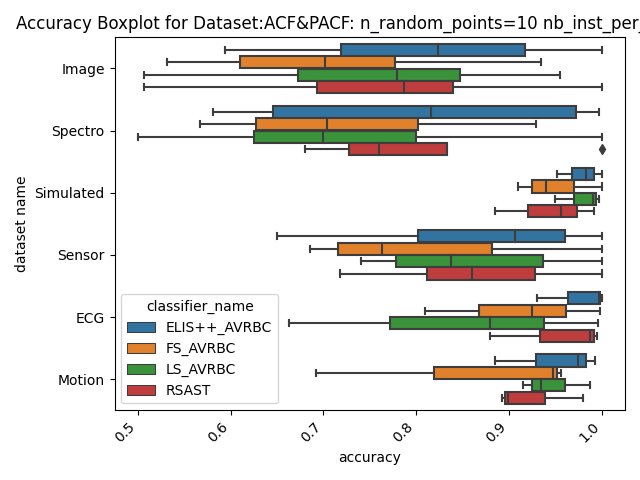 Accuracy Boxplot for Dataset:ACF&PACF: n_random_points=10 nb_inst_per_
Image
Spectro
Simulated
Sensor
ECG
Motion
dataset name
classifier_name
ELIS++_AVRBC
FS_AVRBC
LS_AVRBC
RSAST
0.5
0.6
0.7
0.8
0.9
1.0
accuracy